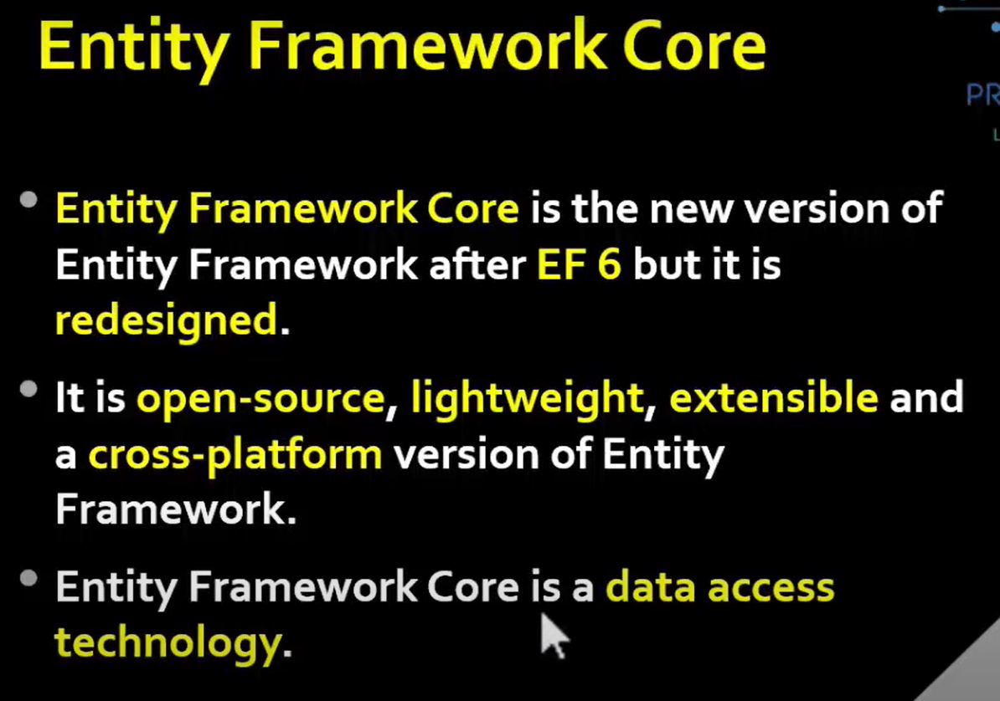 Entity Framework Core
PR
L
• Entity Framework Core is the new version of
Entity Framework after EF 6 but it is
redesigned.
• It is open-source, lightweight, extensible and
a cross-platform version of Entity
Framework.
• Entity Framework Core is a data access
technology.